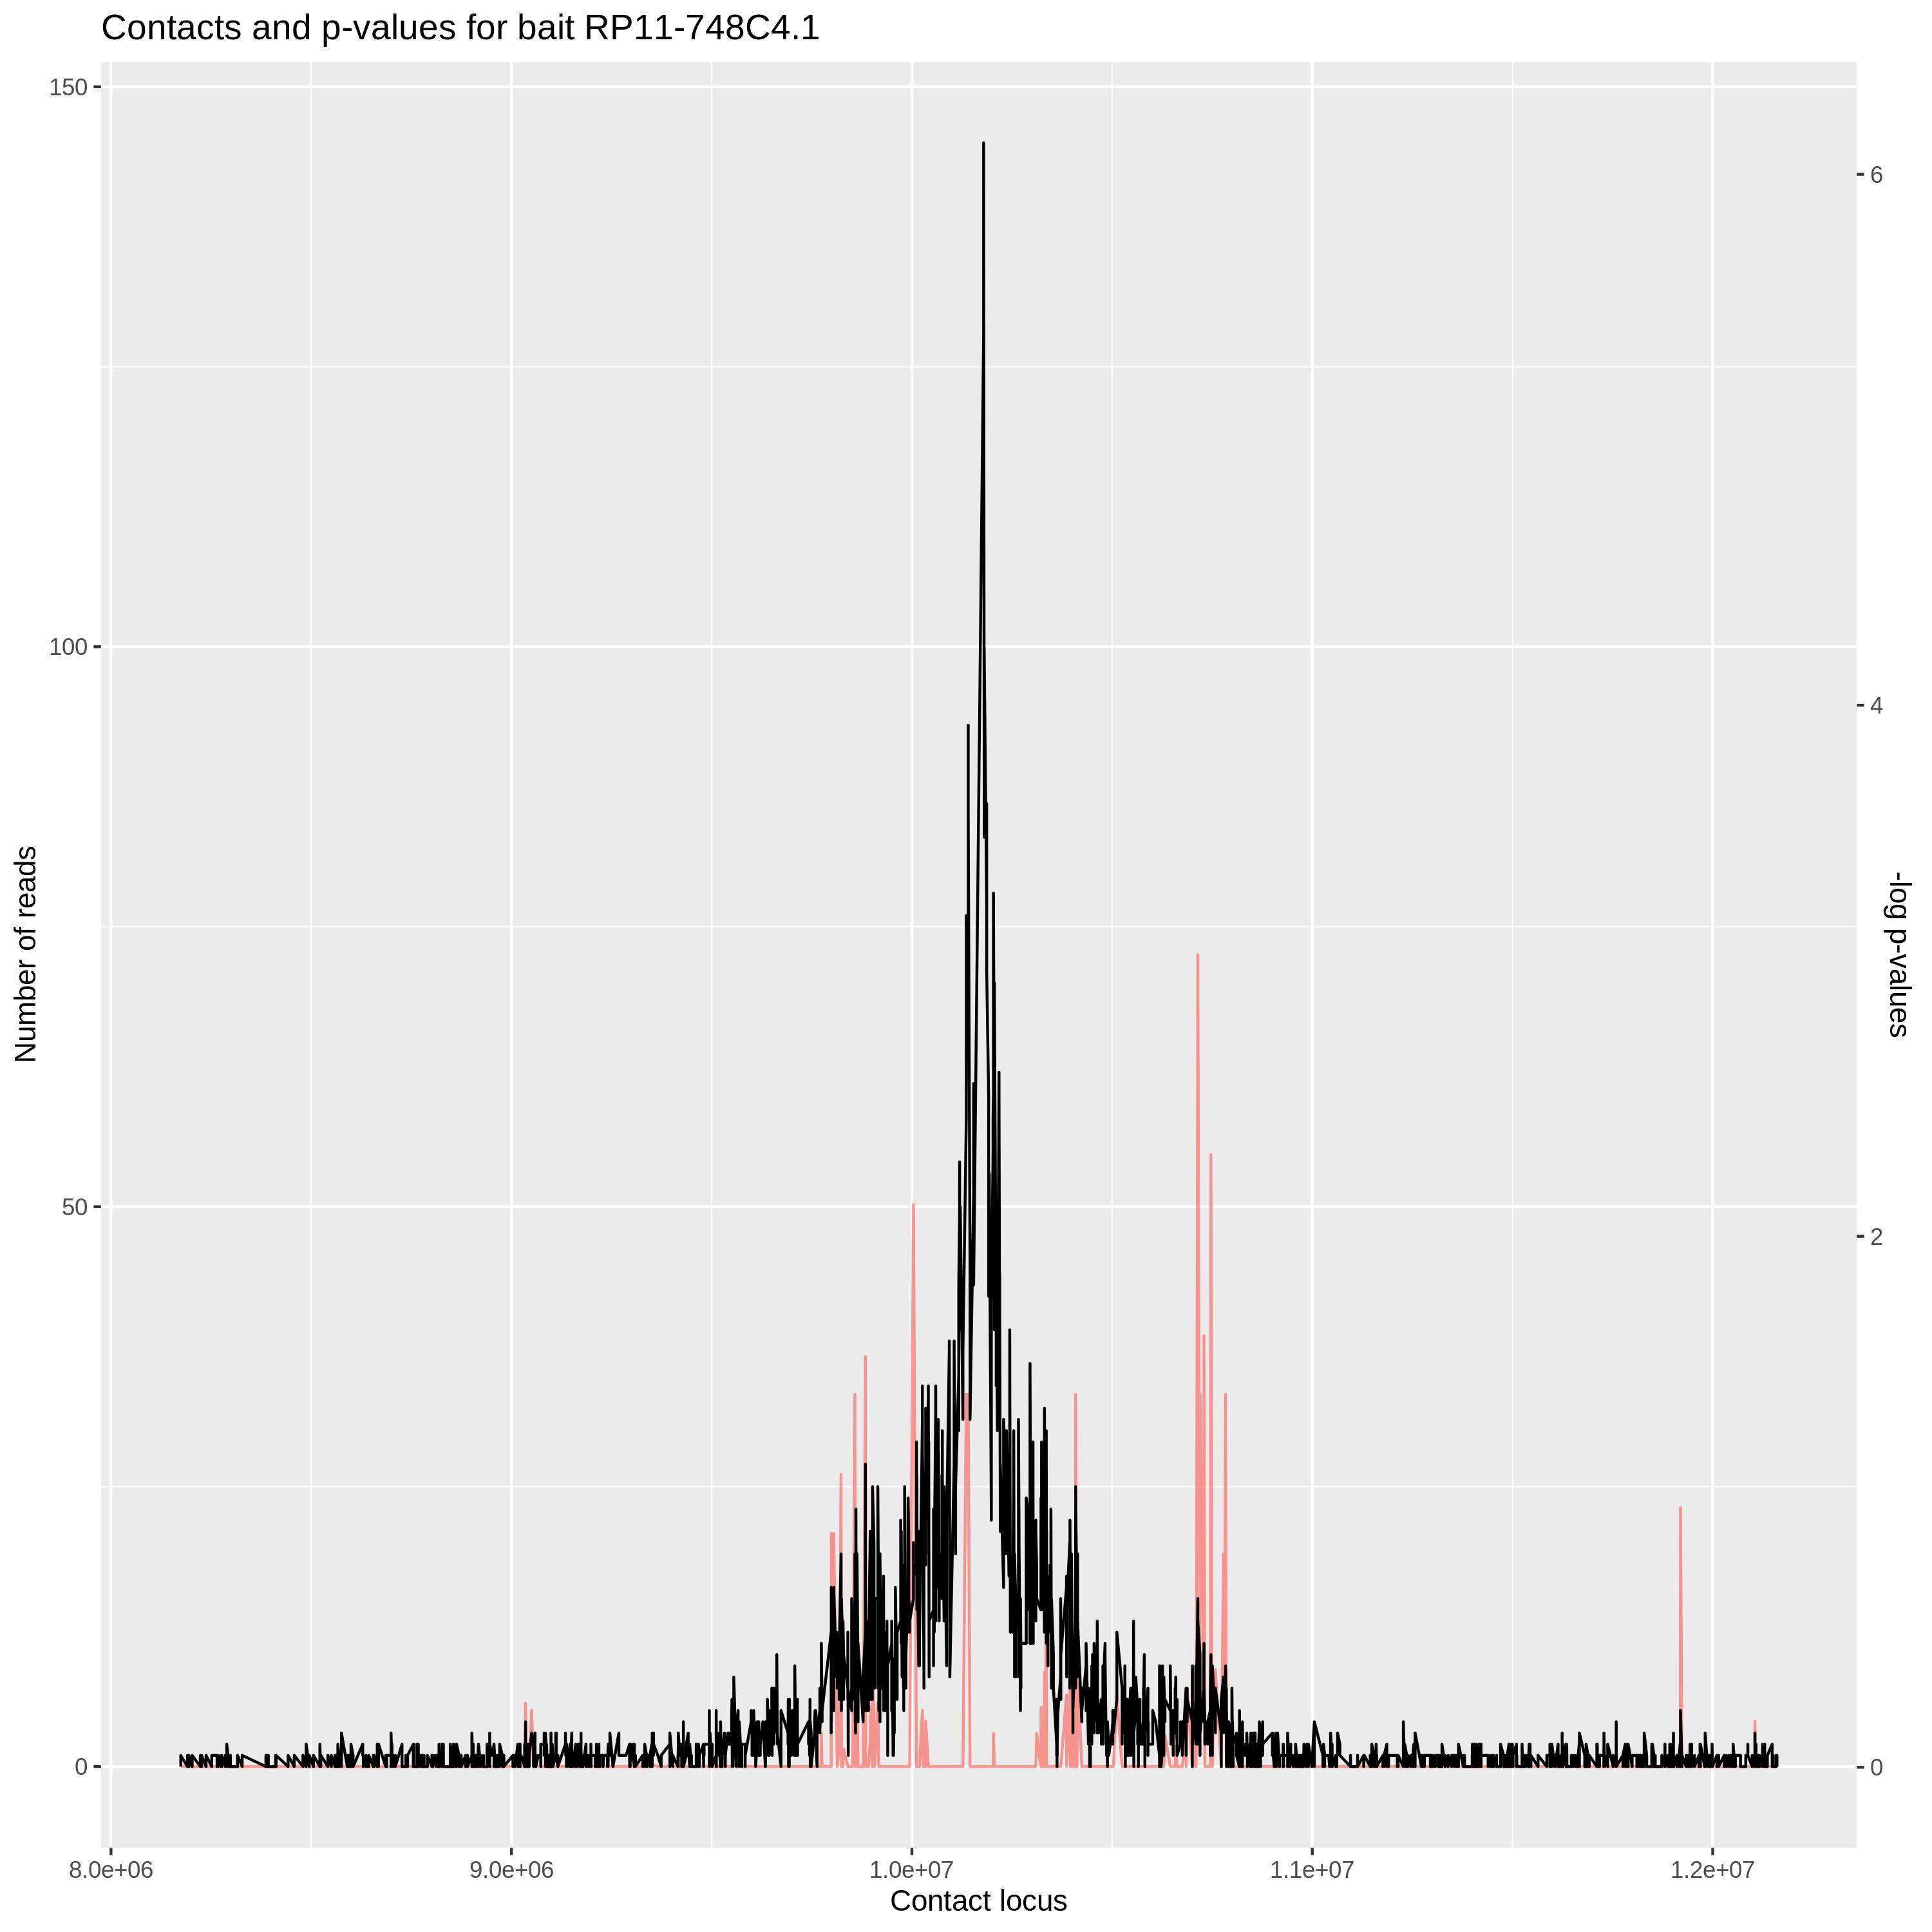 Contacts and p-values for bait RP11-748C4.1
150
100
50
0
Number of reads
6
4
2
0
-log p-values
8.0e+06
9.0e+06
1.0e+07
1.1e+07
1.2e+07
Contact locus